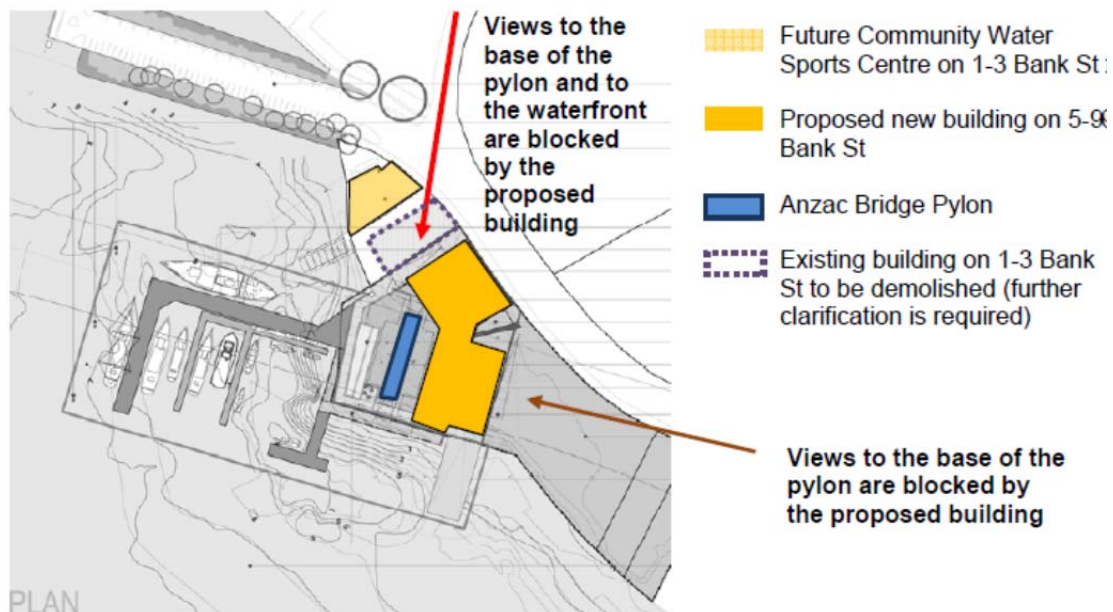 Views to the
base of the
pylon and to
the waterfront
are blocked
by the
proposed
building
Future Community Water
Sports Centre on 1-3 Bank St
Proposed new building on 5-9
Bank St
Anzac Bridge Pylon
Existing building on 1-3 Bank
St to be demolished (further
clarification is required)
Views to the base of the
pylon are blocked by
the proposed building
PLAN